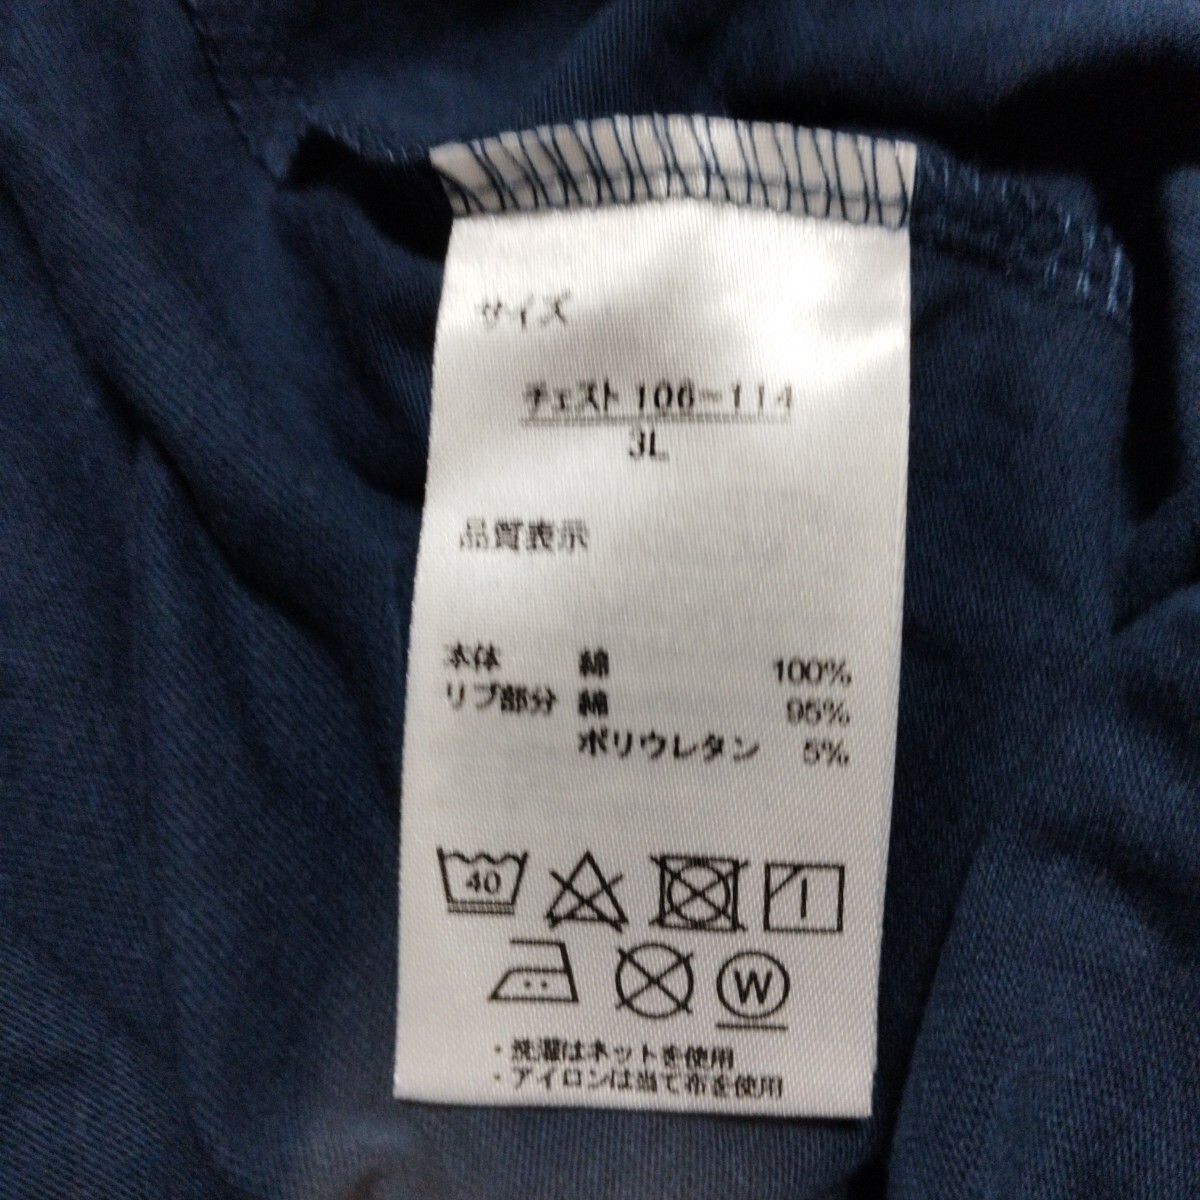 サイズ
チェスト 106~114
3L
品質表示
本体 綿 100%
リブ部分 綿 95%
ポリウレタン 5%
40
W
・洗濯はネットを使用
・アイロンは当て布を使用